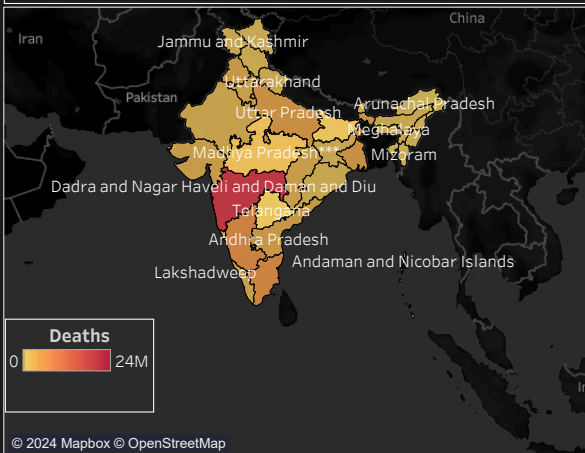 China
Iran
Jammu and Kashmir
Uttarakhand
Pakistan
Arunachal Pradesh
Uttar Pradesh
Meghalaya
Madhya Pradesh***
Mizoram
Dadra and Nagar Haveli and Daman and Diu
Telangana
Andhra Pradesh
Andaman and Nicobar Islands
Lakshadweep
Deaths
0 24M
© 2024 Mapbox © OpenStreetMap